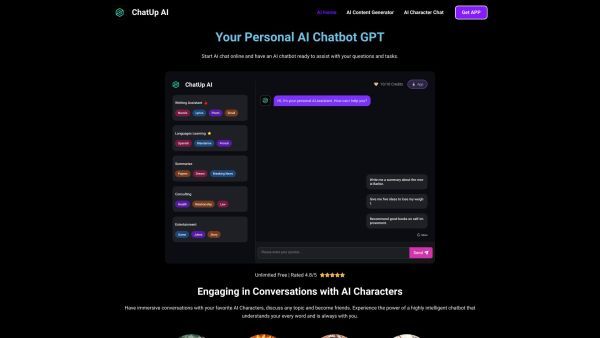 ChatUp AI
AI Home
AI Content Generator
AI Character Chat
Get APP
Your Personal AI Chatbot GPT
Start AI chat online and have an AI chatbot ready to assist with your questions and tasks.
ChatUp AI
10/10 Credits
App
Writing Assistant
Lyrics
Poem
Email
Hi, it's your personal AI Assistant. How can I help you?
Languages Learning
Spanish
Mandarin
French
Summarize
Papers
Dream
Breaking News
Consulting
Health
Relationship
Law
Entertainment
Game
Jokes
Story
Write me a summary about the movie Barbie.
Give me five ideas to lose my weight
Recommend good books on self-improvement.
More
Please enter your question
Send
Unlimited Free | Rated 4.8/5
Engaging in Conversations with AI Characters
Have immersive conversations with your favorite AI Characters, discuss any topic and become friends. Experience the power of a highly intelligent chatbot that
understands your every word and is always with you.